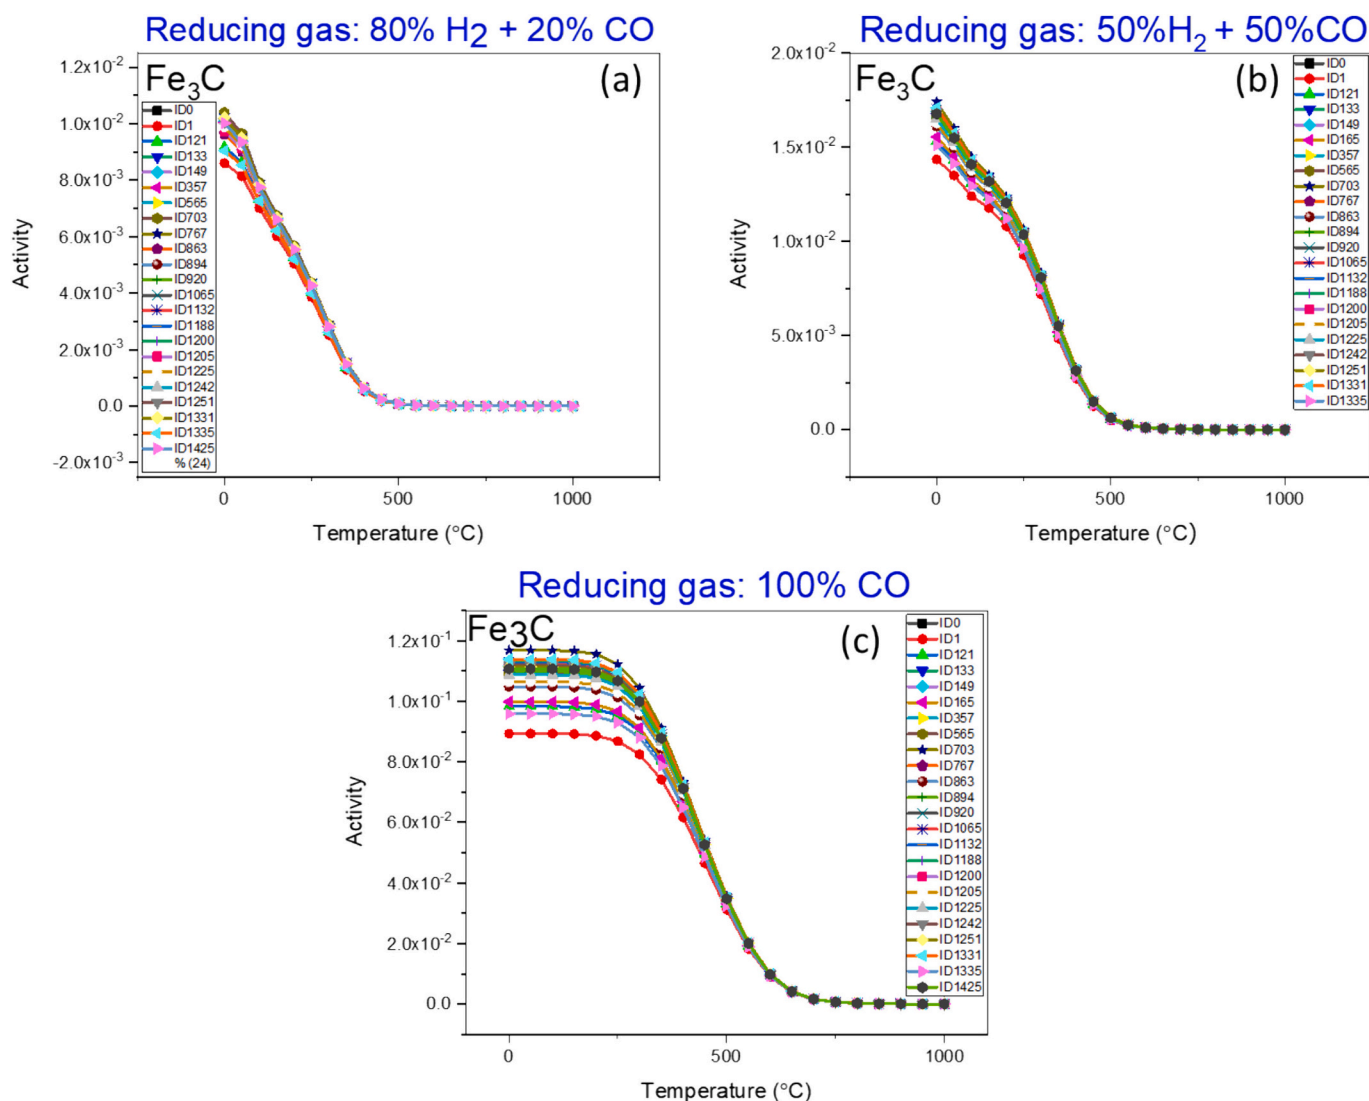 Reducing gas: 80% H2 + 20% CO
Fe3C
(a)
1.2x10-2
1.0x10-2
8.0x10-3
6.0x10-3
4.0x10-3
2.0x10-3
0.0
-2.0x10-3
Activity
ID0
ID1
ID121
ID133
ID149
ID357
ID565
ID703
ID767
ID863
ID894
ID920
ID1065
ID1132
ID1188
ID1200
ID1205
ID1225
ID1242
ID1251
ID1331
ID1335
ID1425
% (24)
0
500
1000
Temperature (°C)
Reducing gas: 50%H2 + 50%CO
Fe3C
(b)
2.0x10-2
1.5x10-2
1.0x10-2
5.0x10-3
0.0
Activity
ID0
ID1
ID121
ID133
ID149
ID165
ID357
ID565
ID703
ID767
ID863
ID894
ID920
ID1065
ID1132
ID1188
ID1200
ID1205
ID1225
ID1242
ID1251
ID1331
ID1335
0
500
1000
Temperature (°C)
Reducing gas: 100% CO
Fe3C
(c)
1.2x10-1
1.0x10-1
8.0x10-2
6.0x10-2
4.0x10-2
2.0x10-2
0.0
Activity
ID0
ID1
ID121
ID133
ID149
ID165
ID357
ID565
ID703
ID767
ID863
ID894
ID920
ID1065
ID1132
ID1188
ID1200
ID1205
ID1225
ID1242
ID1251
ID1331
ID1335
ID1425
0
500
1000
Temperature (°C)